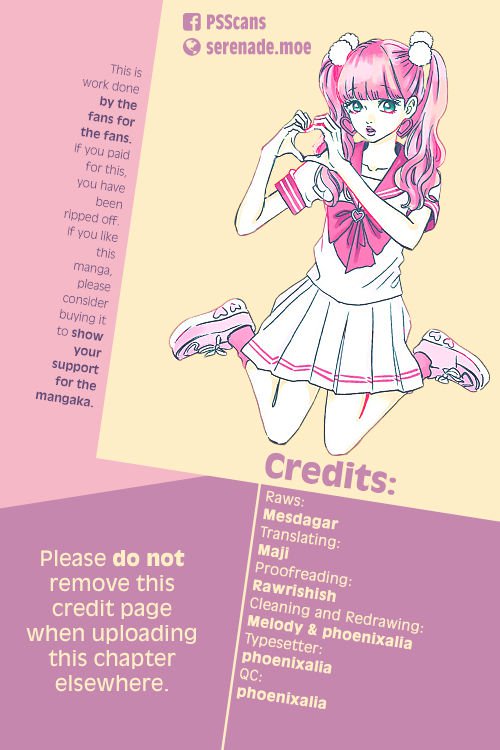 PSScans
serenade.moe
This is
work done
by the
fans for
the fans.
if you paid
for this,
you have
been
ripped off.
if you like
this
manga,
please
consider
buying it
to show
your
support
for the
mangaka.
Credits:
Raws:
Mesdagar
Translating:
Maji
Proofreading:
Rawrishish
Cleaning and Redrawing:
Melody & phoenixalia
Typesetter:
phoenixalia
QC:
phoenixalia
Please do not
remove this
credit page
when uploading
this chapter
elsewhere.